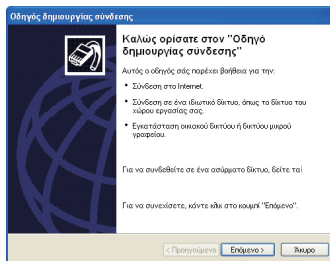 Οδηγός δημιουργίας σύνδεσης
Καλώς ορίσατε στον "Οδηγό
δημιουργίας σύνδεσης"
Αυτός ο οδηγός σάς παρέχει βοήθεια για την:
• Σύνδεση στο Internet.
• Σύνδεση σε ένα ιδιωτικό δίκτυο, όπως το δίκτυο του
χώρου εργασίας σας.
• Εγκατάσταση οικιακού δικτύου ή δικτύου μικρού
γραφείου.
Για να συνδεθείτε σε ένα ασύρματο δίκτυο, δείτε τα
Για να συνεχίσετε, κάντε κλικ στο κουμπί "Επόμενο".
< Προηγούμενο
Επόμενο >
Άκυρο